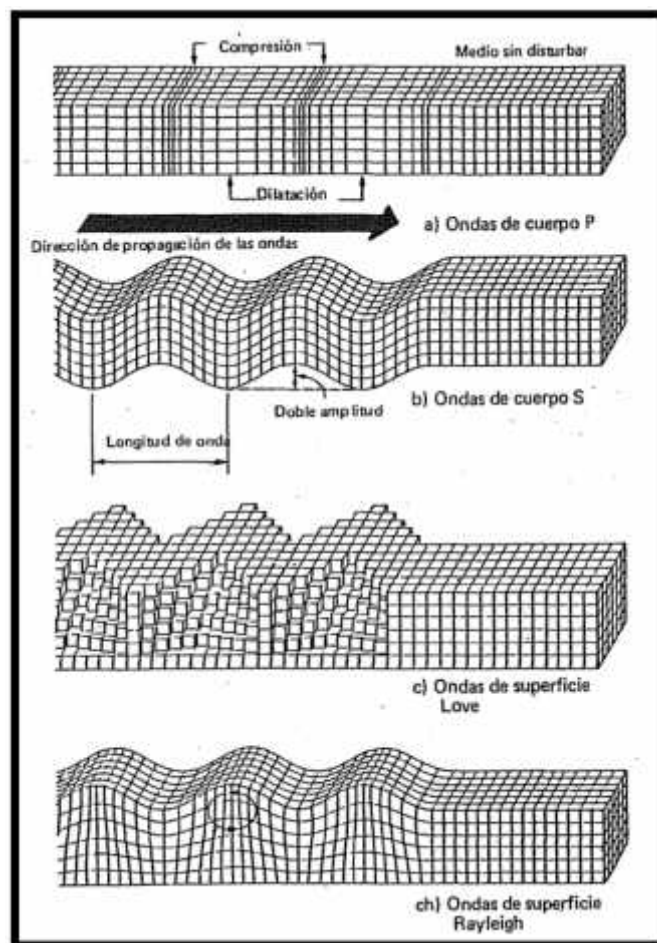 Compresión
Medio sin disturbar
Dilatación
a) Ondas de cuerpo P
Dirección de propagación de las ondas
Doble amplitud
b) Ondas de cuerpo S
Longitud de onda
c) Ondas de superficie
Love
ch) Ondas de superficie
Rayleigh